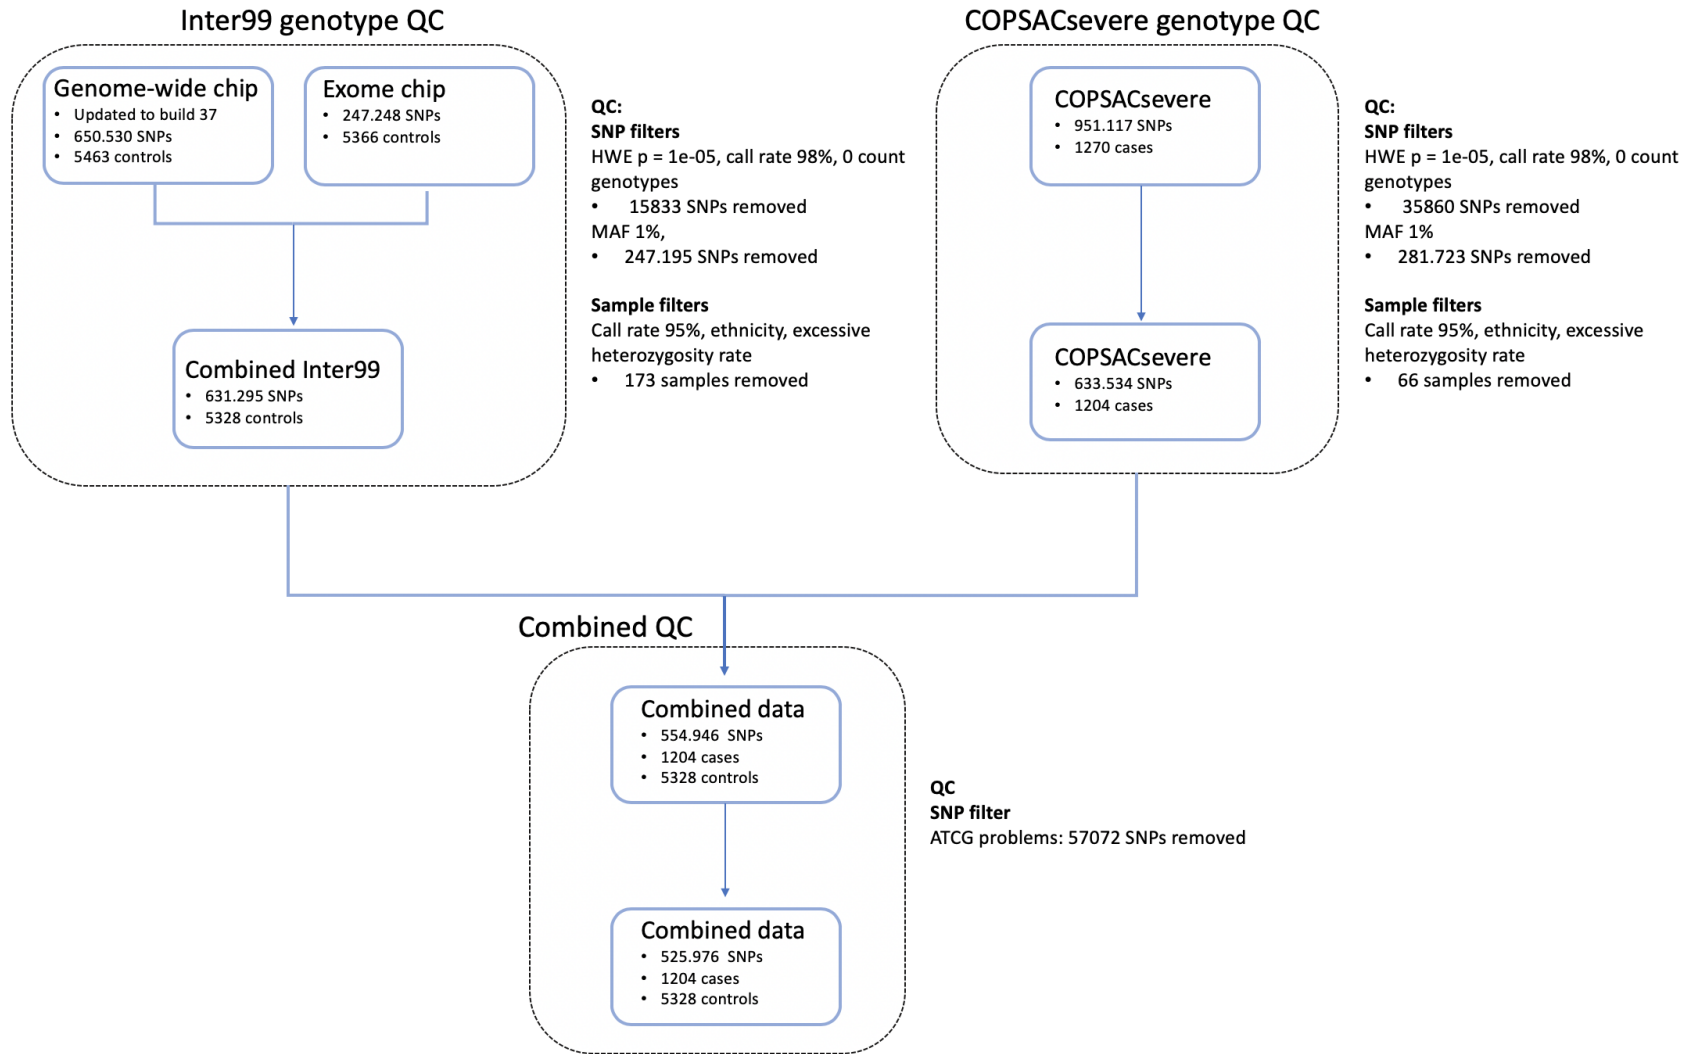 Inter99 genotype QC
Genome-wide chip
• Updated to build 37
• 650.530 SNPs
• 5463 controls
Exome chip
• 247.248 SNPs
• 5366 controls
QC:
SNP filters
HWE p = 1e-05, call rate 98%, 0 count
genotypes
• 15833 SNPs removed
MAF 1%,
• 247.195 SNPs removed
Sample filters
Call rate 95%, ethnicity, excessive
heterozygosity rate
• 173 samples removed
Combined Inter99
• 631.295 SNPs
• 5328 controls
COPSACsevere genotype QC
COPSACsevere
• 951.117 SNPs
• 1270 cases
QC:
SNP filters
HWE p = 1e-05, call rate 98%, 0 count
genotypes
• 35860 SNPs removed
MAF 1%
• 281.723 SNPs removed
Sample filters
Call rate 95%, ethnicity, excessive
heterozygosity rate
• 66 samples removed
COPSACsevere
• 633.534 SNPs
• 1204 cases
Combined QC
Combined data
• 554.946 SNPs
• 1204 cases
• 5328 controls
QC
SNP filter
ATCG problems: 57072 SNPs removed
Combined data
• 525.976 SNPs
• 1204 cases
• 5328 controls